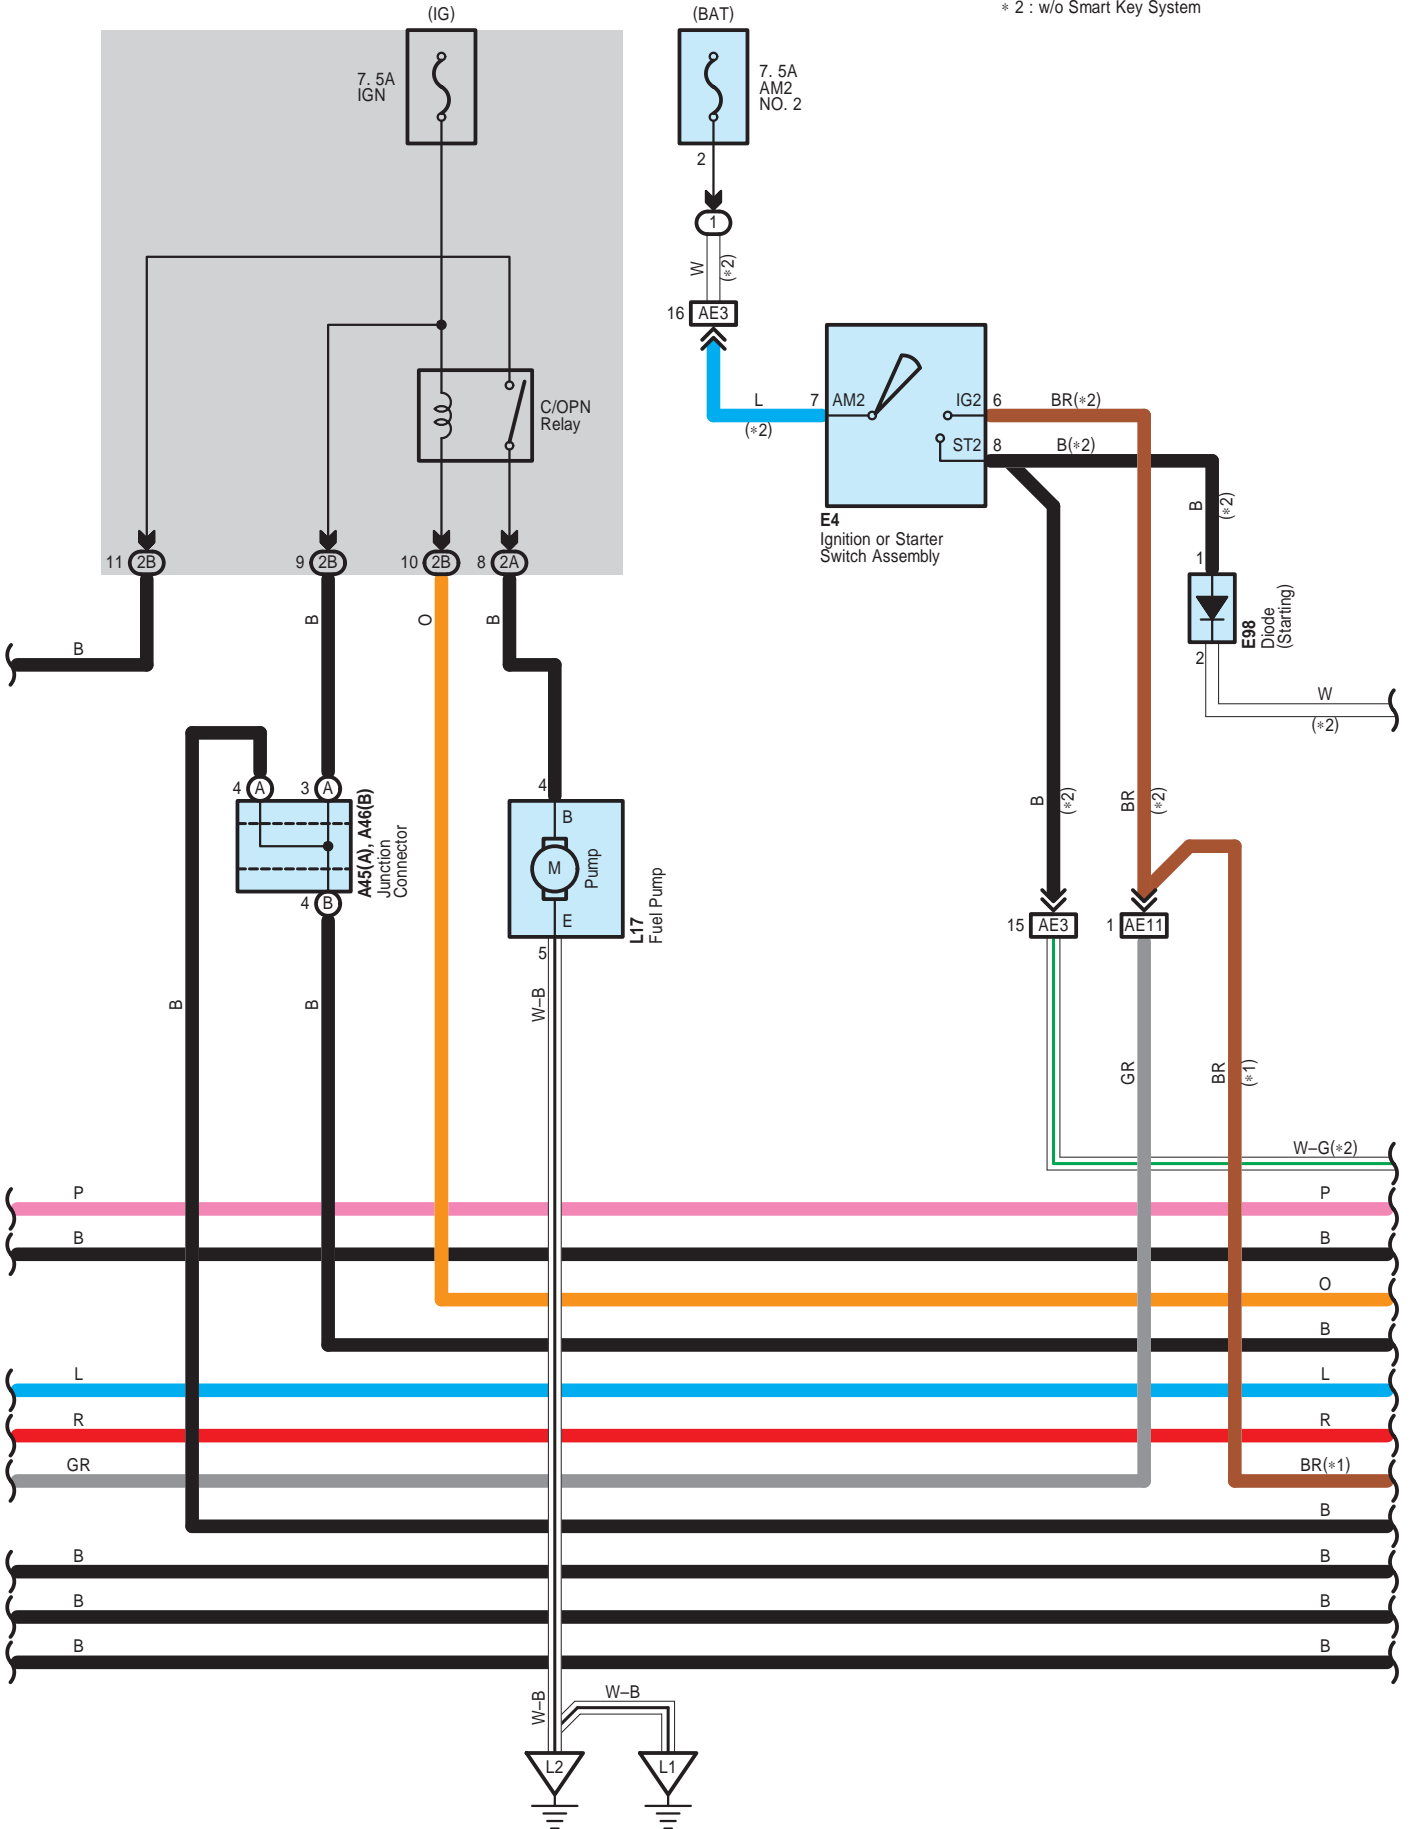 ∗ 2 : w/o Smart Key System
(IG)
(BAT)
7. 5A
IGN
7. 5A
AM2
NO. 2
2
1
W
(∗2)
16
AE3
C/OPN
Relay
L
(∗2)
7
AM2
IG2
6
BR(∗2)
ST2
8
B(∗2)
E4
Ignition or Starter
Switch Assembly
B
(∗2)
1
E98
Diode
(Starting)
2
W
(∗2)
11
2B
9
2B
10
2B
8
2A
B
O
B
B
4
A
3
A
A45(A), A46(B)
Junction
Connector
4
B
4
B
M
Pump
E
L17
Fuel Pump
5
B
(∗2)
BR
(∗2)
15
AE3
1
AE11
B
B
W–B
GR
BR
(∗1)
W–G(∗2)
P
P
B
B
O
B
L
L
R
R
GR
BR(∗1)
B
B
B
B
B
B
B
W–B
W–B
L2
L1